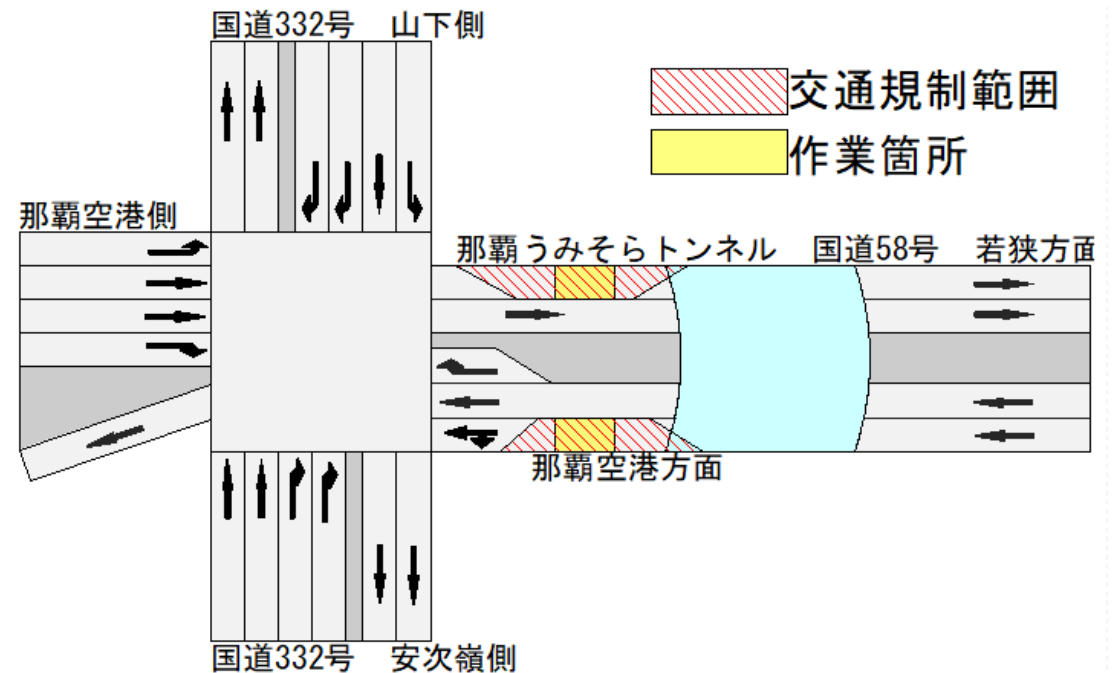 国道332号 山下側
交通規制範囲
作業箇所
那覇空港側
那覇うみそらトンネル 国道58号 若狭方面
那覇空港方面
国道332号 安次嶺側